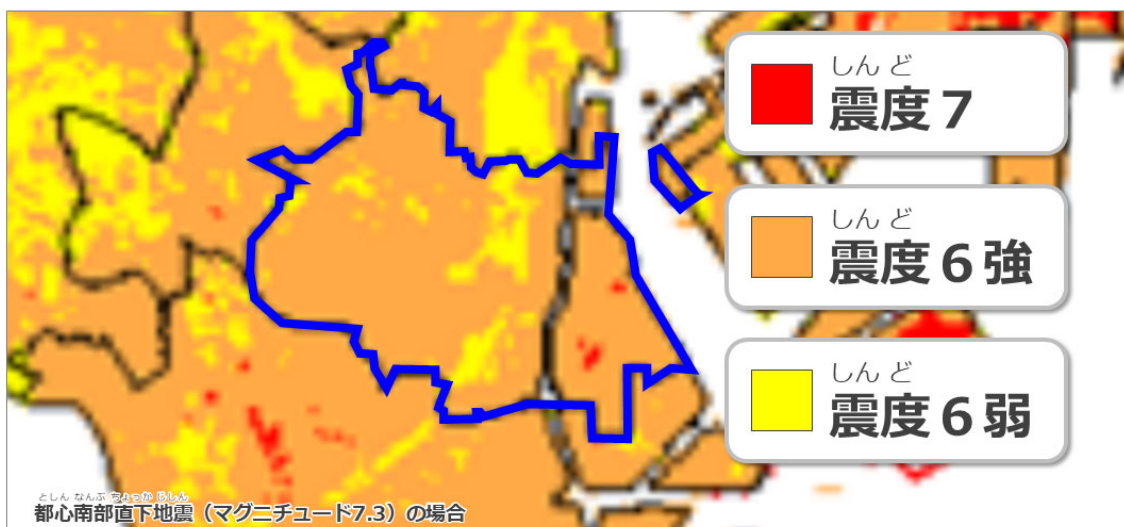 しんど
震度7
しんど
震度6強
しんど
震度6弱
としんなんぶちょっかじしん
都心南部直下地震（マグニチュード7.3）の場合